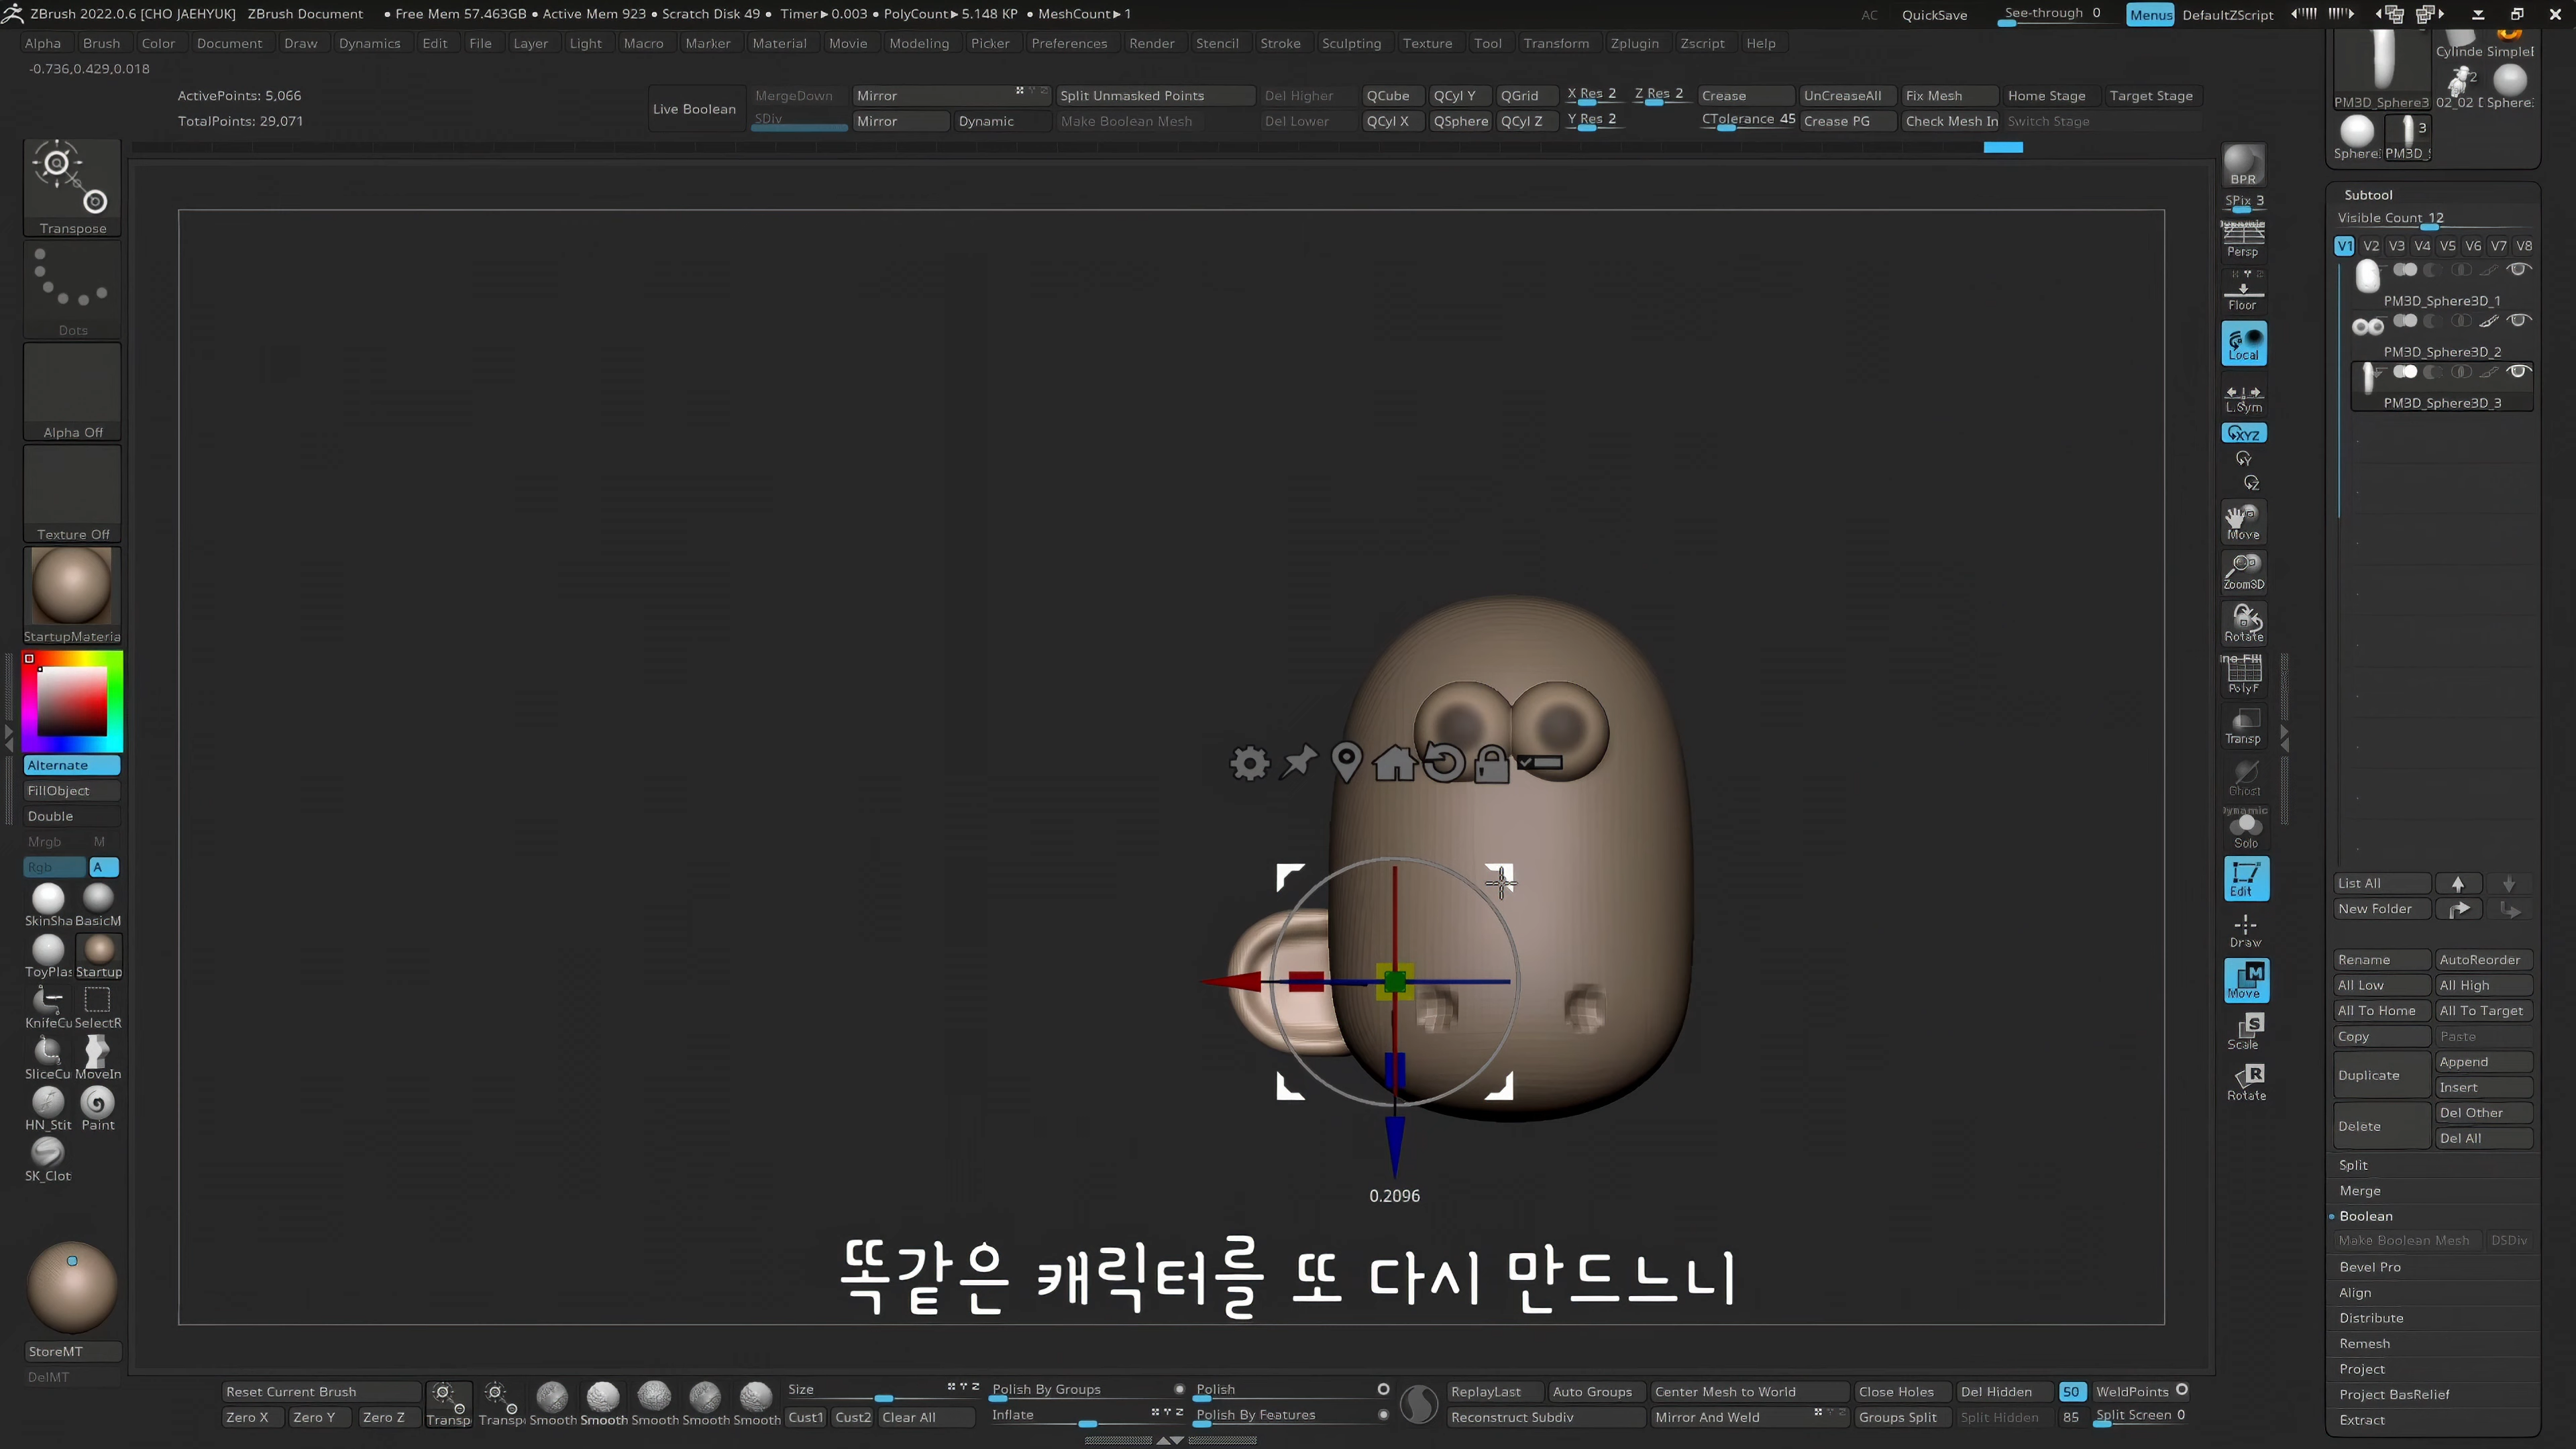 ZBrush 2022.0.6 [CHO JAEHYUK] ZBrush Document • Free Mem 57.463GB • Active Mem 923 • Scratch Disk 49 • Timer▸0.003 • PolyCount▸5.148 KP • MeshCount▸1 AC QuickSave See-through 0 Menus DefaultZScript
Alpha Brush Color Document Draw Dynamics Edit File Layer Light Macro Marker Material Movie Modeling Picker Preferences Render Stencil Stroke Sculpting Texture Tool Transform Zplugin Zscript Help
-0.736,0.429,0.018
ActivePoints: 5,066
TotalPoints: 29,071
Live Boolean
MergeDown Mirror Split Unmasked Points Del Higher QCube QCyl Y QGrid X Res 2 Z Res 2 Crease UnCreaseAll Fix Mesh Home Stage Target Stage
SDiv Mirror Dynamic Make Boolean Mesh Del Lower QCyl X QSphere QCyl Z Y Res 2 CTolerance 45 Crease PG Check Mesh In Switch Stage
Transpose
Dots
Alpha Off
Texture Off
StartupMateria
Alternate
FillObject
Double
Mrgb M
Rgb A
SkinSha BasicM
ToyPlas Startup
KnifeCu SelectR
SliceCu MoveIn
HN_Stit Paint
SK_Clot
StoreMT
DelMT
0.2096
똑같은 캐릭터를 또 다시 만드느니
BPR
SPix 3
Dynamic
Persp
Floor
Local
L.Sym
XYZ
Y
Z
Move
Zoom3D
Rotate
PolyF
Transp
Ghost
Dynamic
Solo
Edit
Draw
Move
Scale
Rotate
Cylinde SimpleE
2
PM3D_Sphere3 02_02 Sphere:
3
Sphere: PM3D_S
Subtool
Visible Count 12
V1 V2 V3 V4 V5 V6 V7 V8
PM3D_Sphere3D_1
PM3D_Sphere3D_2
PM3D_Sphere3D_3
List All
New Folder
Rename AutoReorder
All Low All High
All To Home All To Target
Copy Paste
Duplicate Append
Insert
Delete Del Other
Del All
Split
Merge
Boolean
Make Boolean Mesh DSDiv
Bevel Pro
Align
Distribute
Remesh
Project
Project BasRelief
Extract
Reset Current Brush
Zero X Zero Y Zero Z
Transp Transp Smooth Smooth Smooth Smooth Smooth
Size Polish By Groups Polish
Cust1 Cust2 Clear All Inflate Polish By Features
ReplayLast Auto Groups Center Mesh to World Close Holes Del Hidden 50 WeldPoints
Reconstruct Subdiv Mirror And Weld Groups Split Split Hidden 85 Split Screen 0